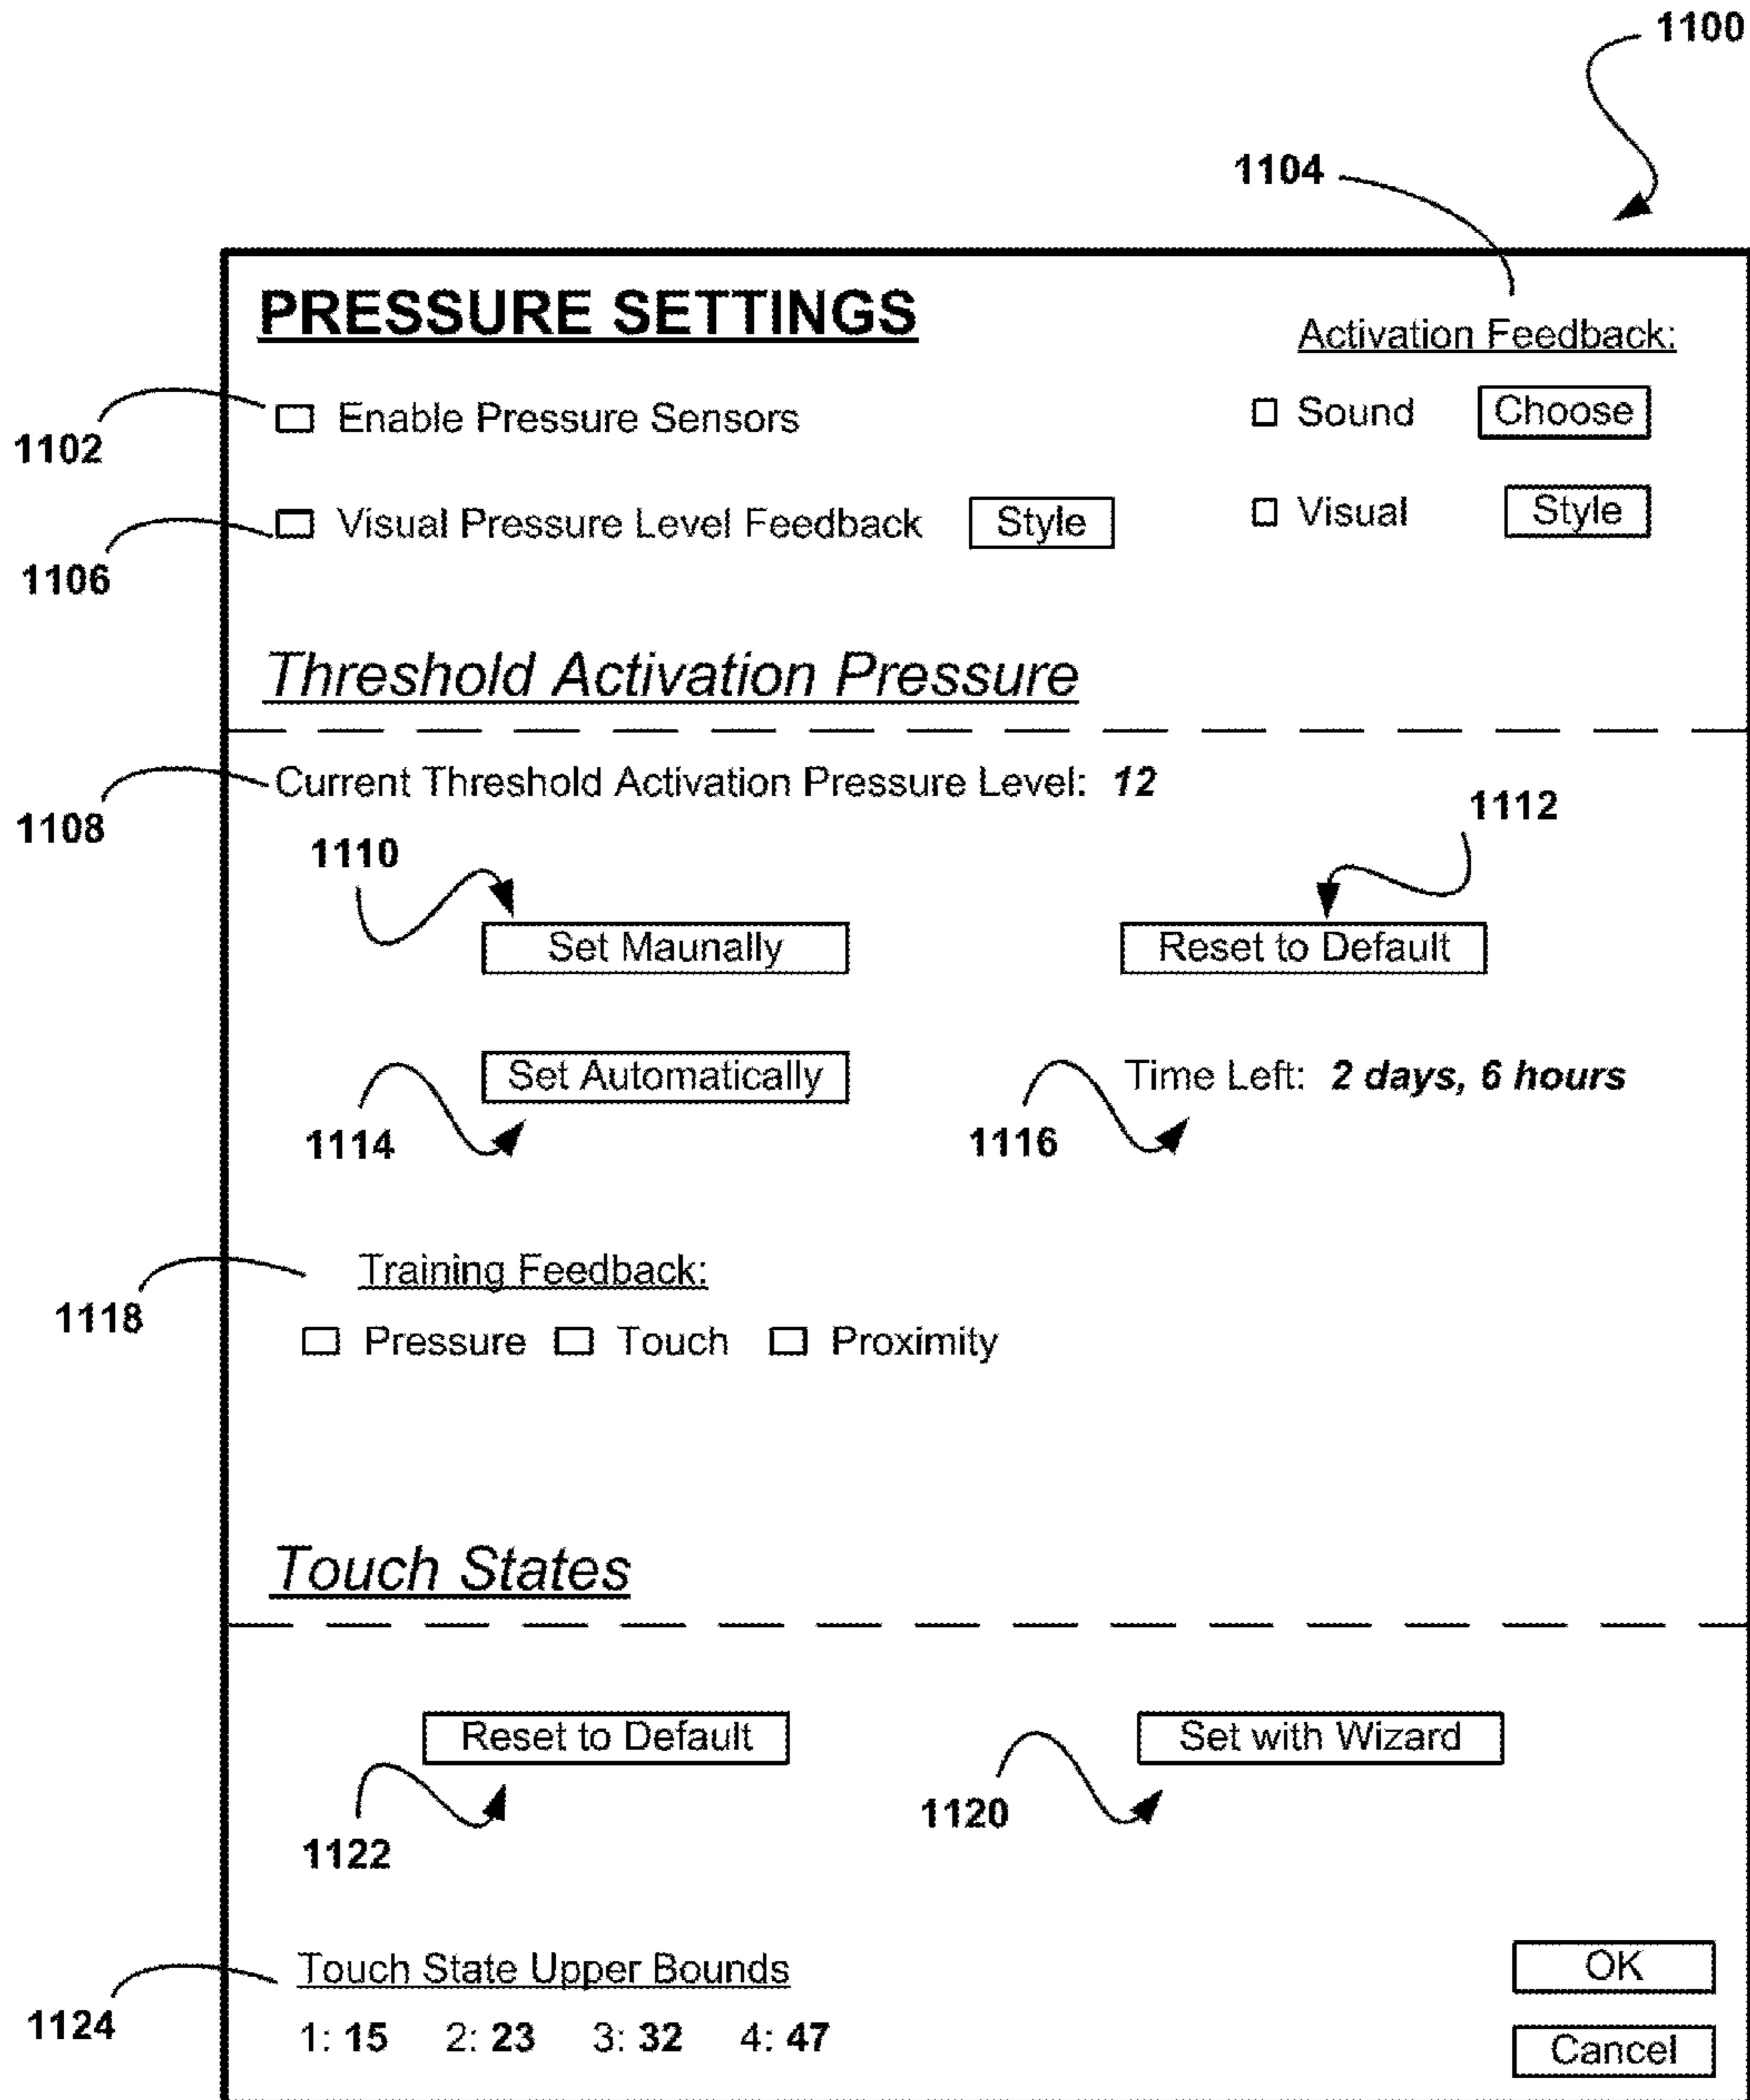 1100
1104
PRESSURE SETTINGS
Activation Feedback:
1102
Enable Pressure Sensors
Sound Choose
1106
Visual Pressure Level Feedback Style
Visual Style
Threshold Activation Pressure
1108
Current Threshold Activation Pressure Level: 12
1110
1112
Set Maunally
Reset to Default
Set Automatically
Time Left: 2 days, 6 hours
1114
1116
1118
Training Feedback:
Pressure Touch Proximity
Touch States
Reset to Default
Set with Wizard
1122
1120
1124
Touch State Upper Bounds
1: 15 2: 23 3: 32 4: 47
OK
Cancel